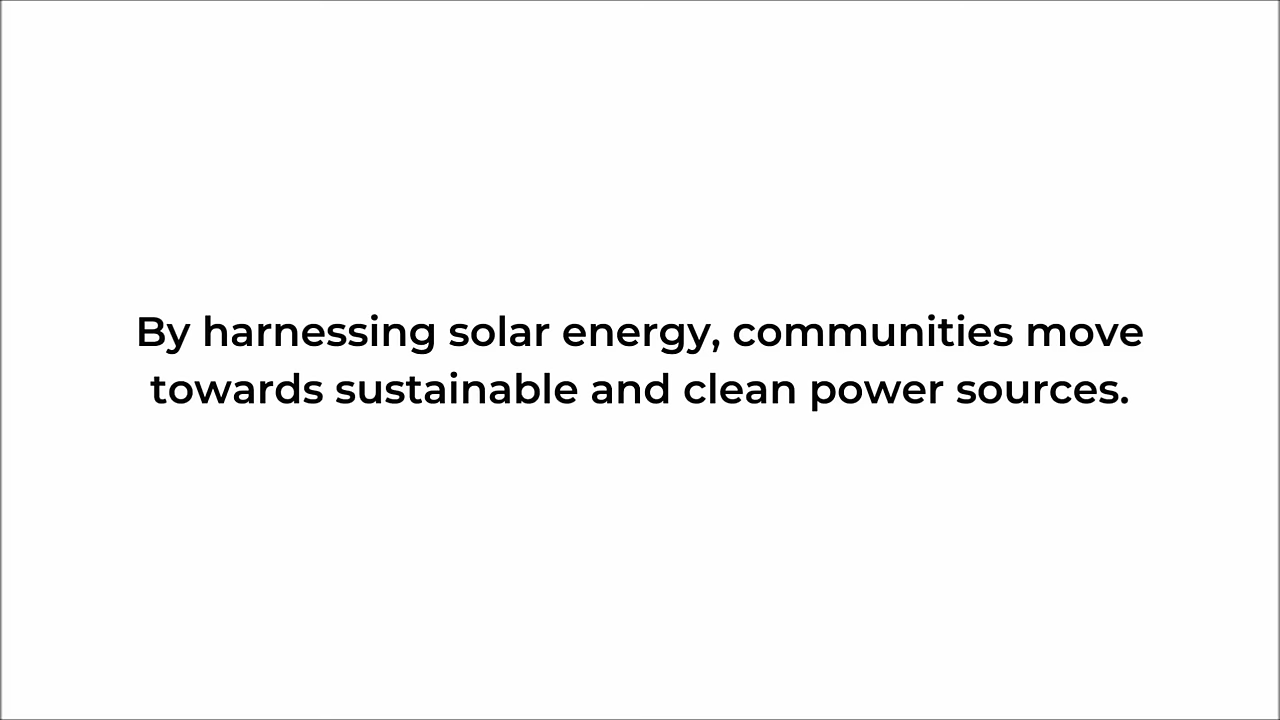 By harnessing solar energy, communities move
towards sustainable and clean power sources.